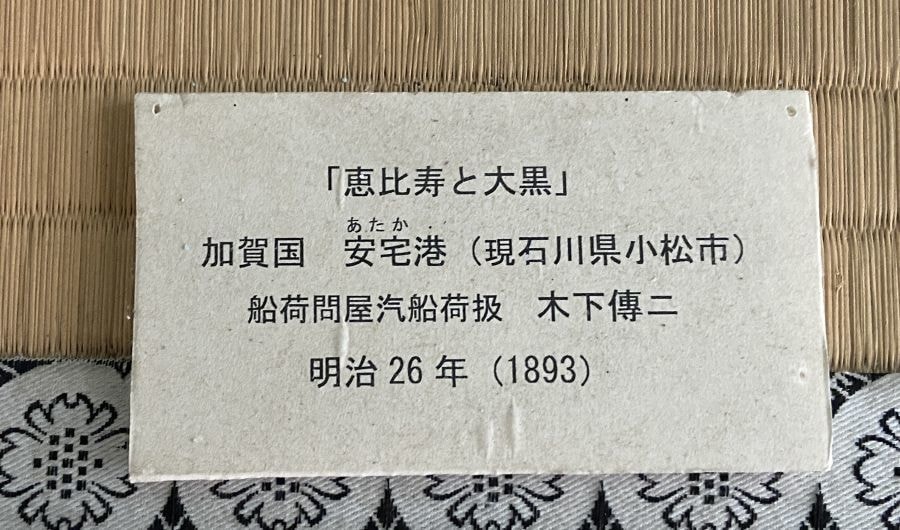 「恵比寿と大黒」
あたか
加賀国　安宅港（現石川県小松市）
船荷問屋汽船荷扱　木下傳二
明治26年（1893）